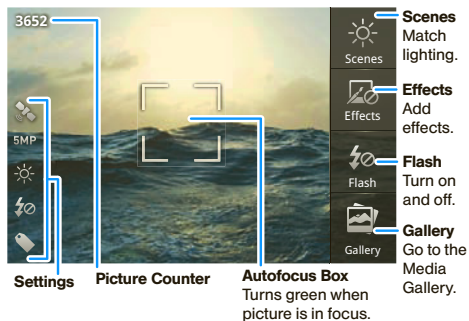 3652
Scenes
Match
lighting.
Scenes
Effects
Add
effects.
Effects
5MP
Flash
Turn on
and off.
Flash
Gallery
Go to the
Media
Gallery.
Gallery
Settings
Picture Counter
Autofocus Box
Turns green when
picture is in focus.